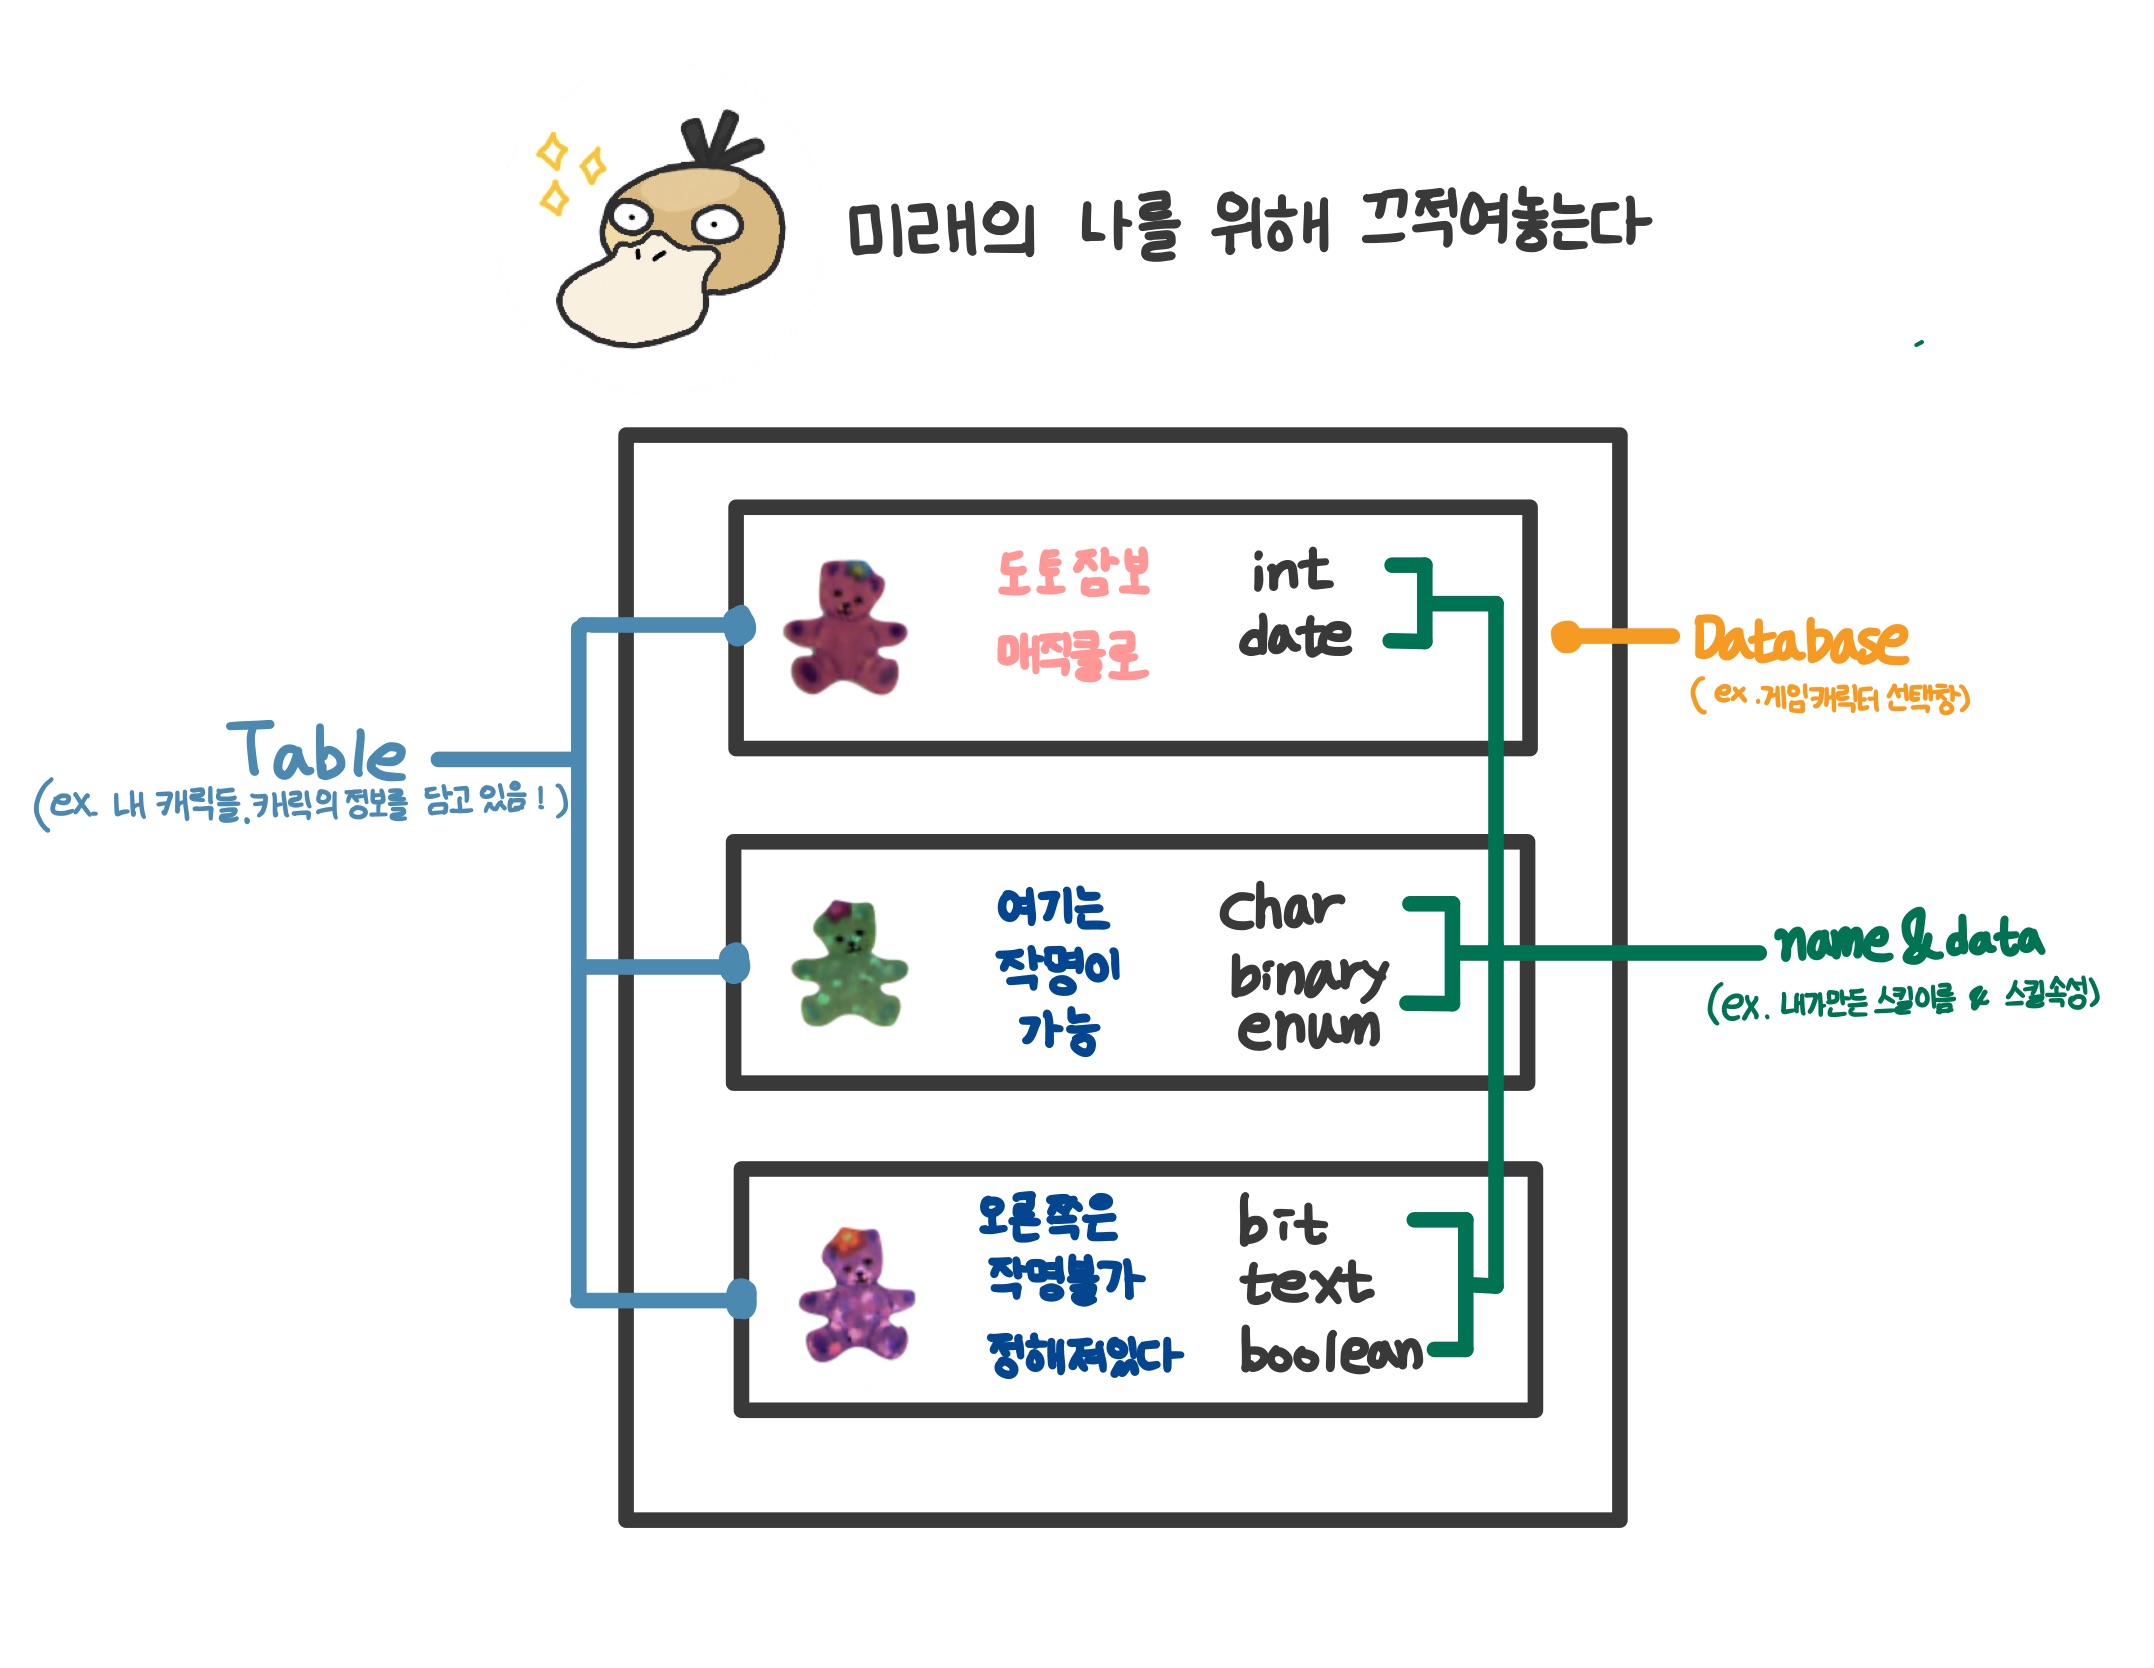 미래의 나를 위해 끄적여놓는다
도토잠보 int
매직클로 date
Database
(ex.게임캐릭터 선택창)
Table
(ex. 내 캐릭들, 캐릭의 정보를 담고 있음!)
여기는 char
작명이 binary
가능 enum
name & data
(ex. 내가만든 스킬이름 & 스킬속성)
오른쪽은 bit
작명불가 text
정해져있다 boolean